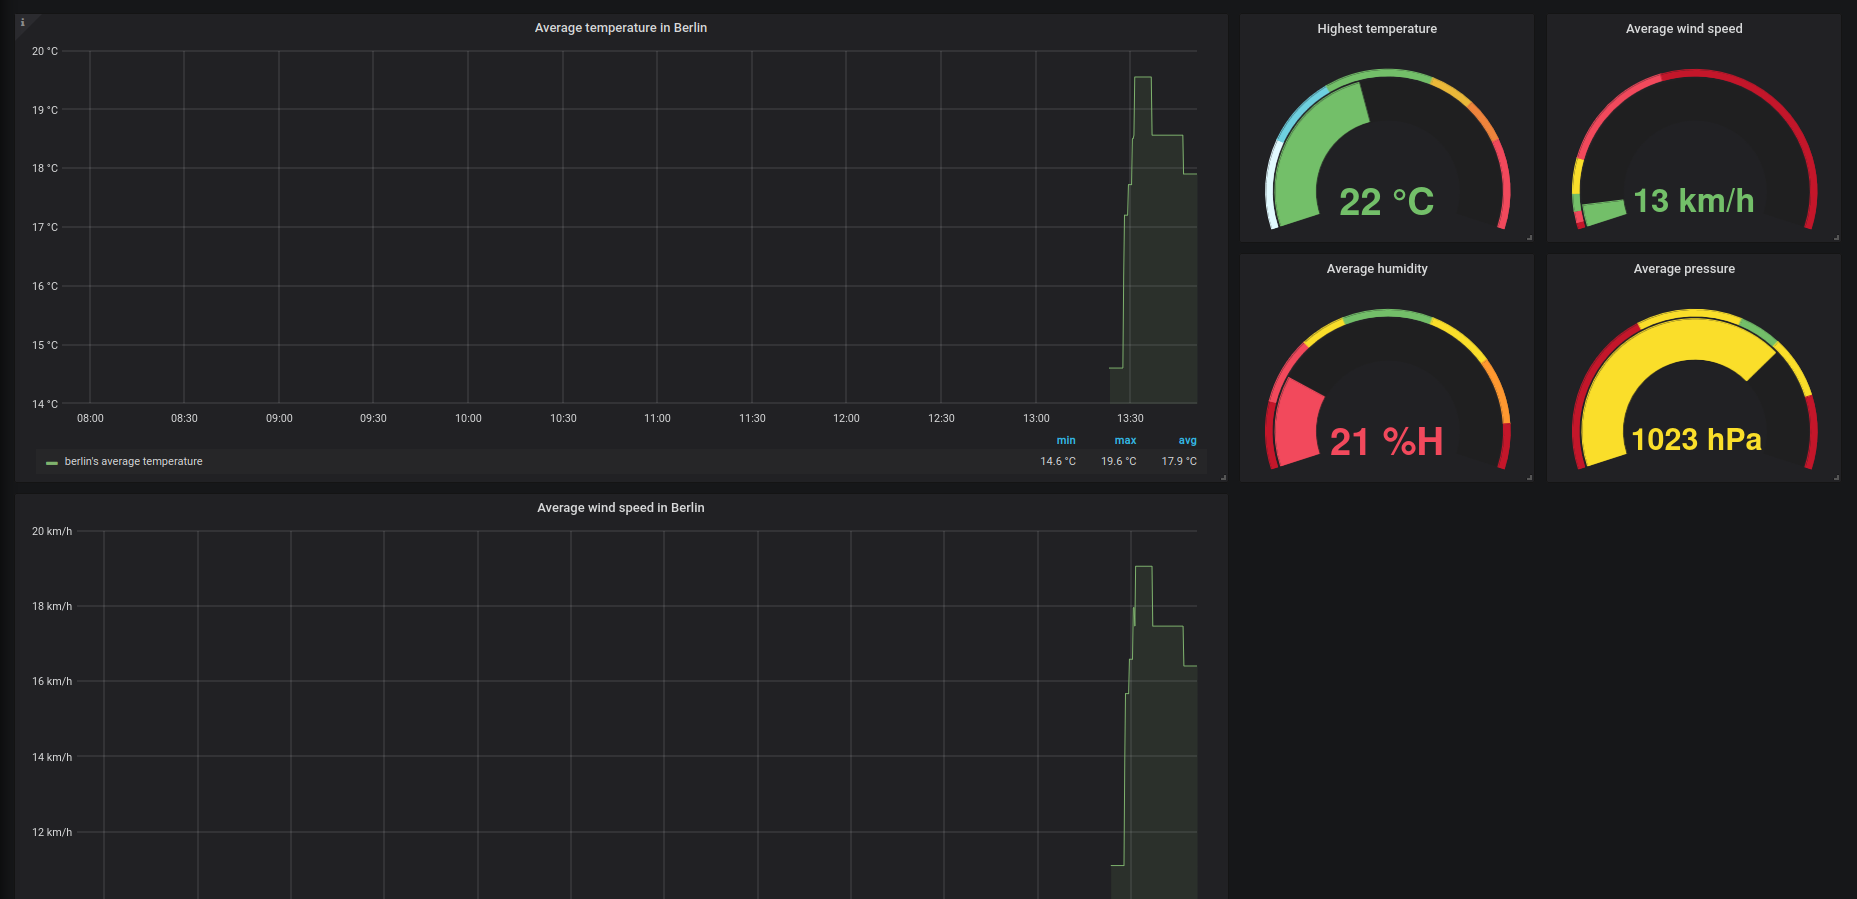 i
Average temperature in Berlin
20 °C
19 °C
18 °C
17 °C
16 °C
15 °C
14 °C
08:00 08:30 09:00 09:30 10:00 10:30 11:00 11:30 12:00 12:30 13:00 13:30
min max avg
berlin's average temperature 14.6 °C 19.6 °C 17.9 °C
Highest temperature
22 °C
Average wind speed
13 km/h
Average humidity
21 %H
Average pressure
1023 hPa
Average wind speed in Berlin
20 km/h
18 km/h
16 km/h
14 km/h
12 km/h